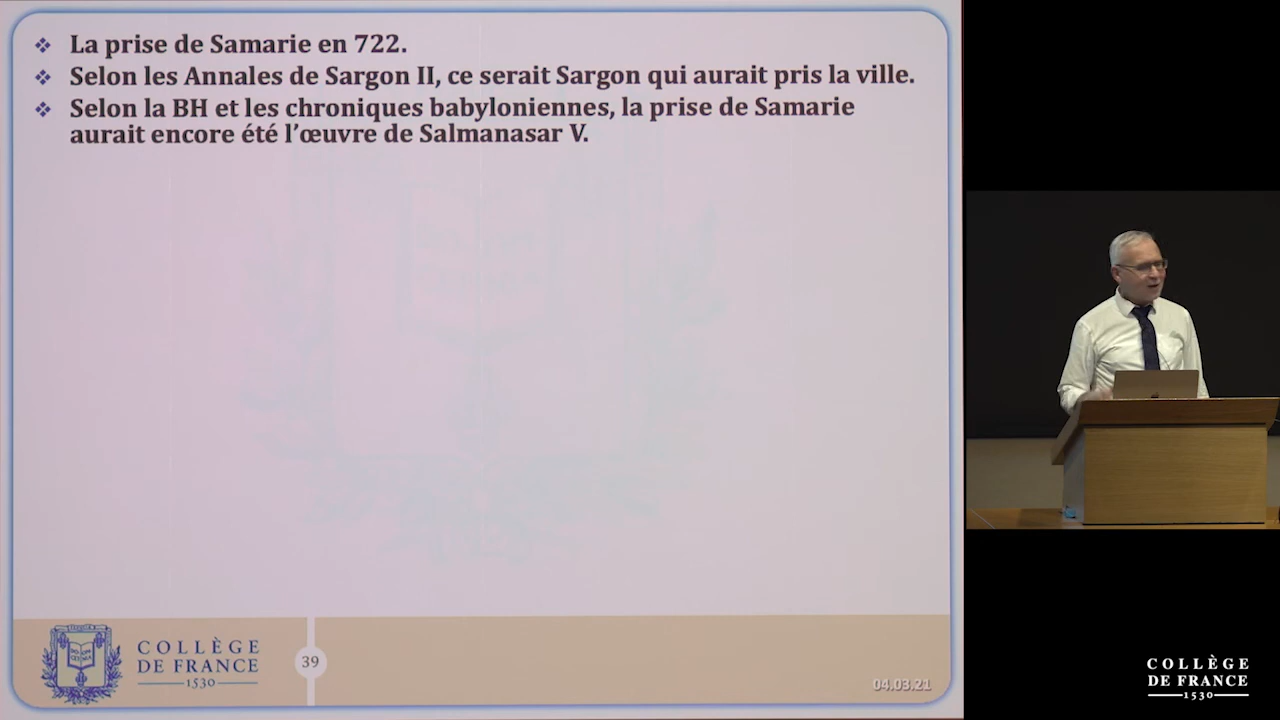 La prise de Samarie en 722.
Selon les Annales de Sargon II, ce serait Sargon qui aurait pris la ville.
Selon la BH et les chroniques babyloniennes, la prise de Samarie
aurait encore été l'œuvre de Salmanasar V.
COLLÈGE
DE FRANCE
1530
39
04.03.21
COLLÈGE
DE FRANCE
1530